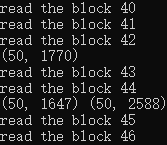 read the block 40
read the block 41
read the block 42
(50, 1770)
read the block 43
read the block 44
(50, 1647) (50, 2588)
read the block 45
read the block 46